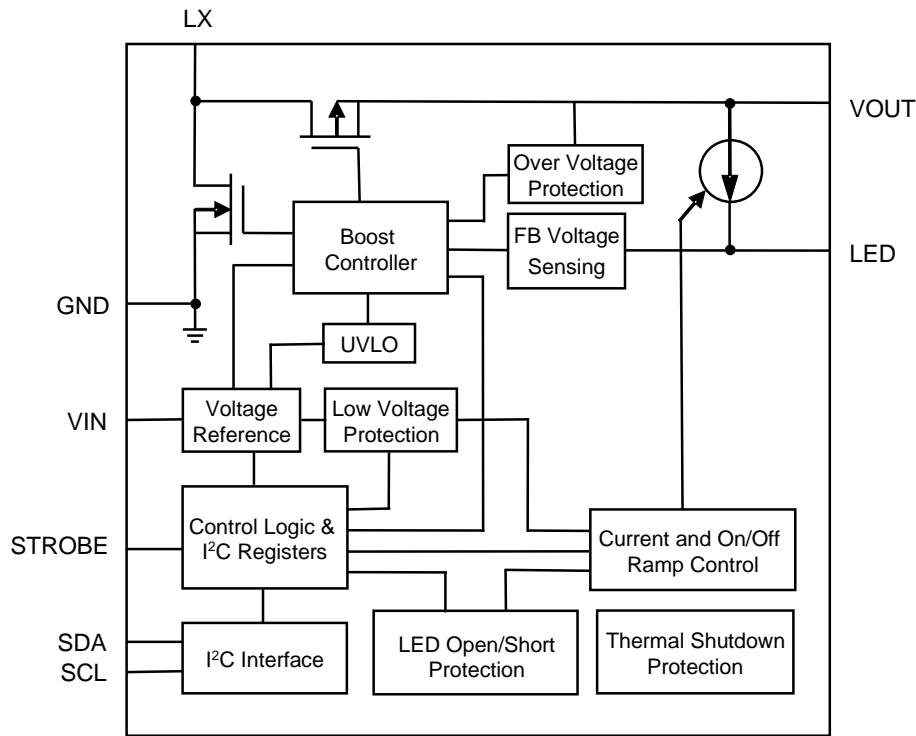 LX
VOUT
Over Voltage
Protection
Boost
Controller
FB Voltage
Sensing
LED
GND
UVLO
VIN
Voltage
Reference
Low Voltage
Protection
STROBE
Control Logic &
I²C Registers
Current and On/Off
Ramp Control
SDA
SCL
I²C Interface
LED Open/Short
Protection
Thermal Shutdown
Protection